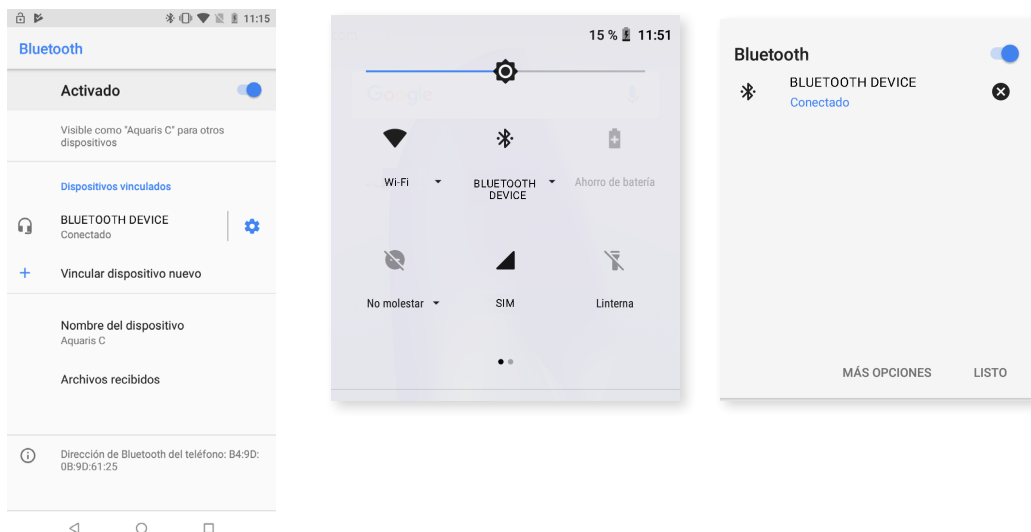 11:15
Bluetooth
Activado
Visible como "Aquaris C" para otros
dispositivos
Dispositivos vinculados
BLUETOOTH DEVICE
Conectado
+ Vincular dispositivo nuevo
Nombre del dispositivo
Aquaris C
Archivos recibidos
Dirección de Bluetooth del teléfono: B4:9D:
0B:9D:61:25
15 % 11:51
Google
Wi-Fi
BLUETOOTH
DEVICE
Ahorro de batería
No molestar
SIM
Linterna
Bluetooth
BLUETOOTH DEVICE
Conectado
MÁS OPCIONES LISTO